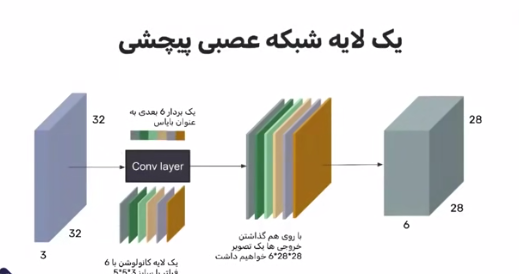 یک لایه شبکه عصبی پیچشی
32
32
3
یک بردار 6 بعدی به
عنوان بایاس
Conv layer
یک لایه کانولوشن با 6
فیلتر با سایز 3*5*5
با روی هم گذاشتن
خروجی ها یک تصویر
28*28*6 خواهیم داشت
28
28
6